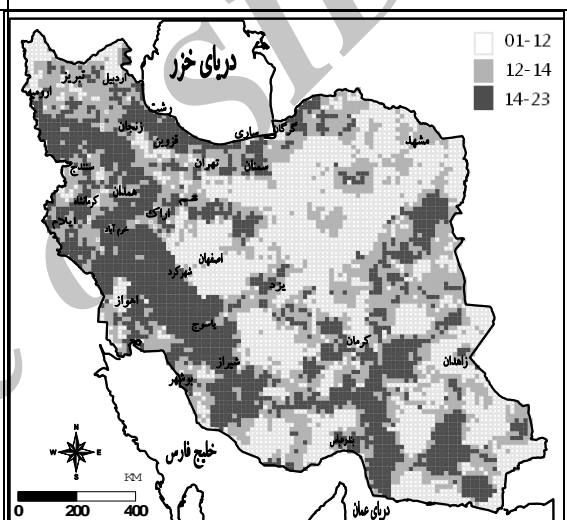 دریای خزر
01-12
12-14
14-23
تبریز
اردبیل
ارومیه
رشت
زنجان
قزوین
ساری
گرگان
مشهد
سنندج
تهران
سمنان
همدان
کرمانشاه
قم
اراک
ایلام
خرم آباد
اصفهان
شهرکرد
یزد
اهواز
یاسوج
کرمان
شیراز
زاهدان
بوشهر
بندرعباس
خلیج فارس
دریای عمان
N
W E
S
KM
0 200 400